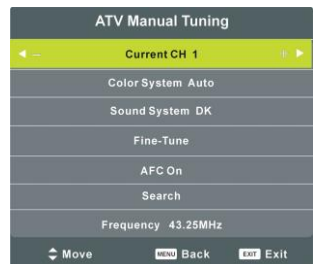 ATV Manual Tuning
Current CH 1
Color System Auto
Sound System DK
Fine-Tune
AFC On
Search
Frequency 43.25MHz
Move MENU Back EXIT Exit